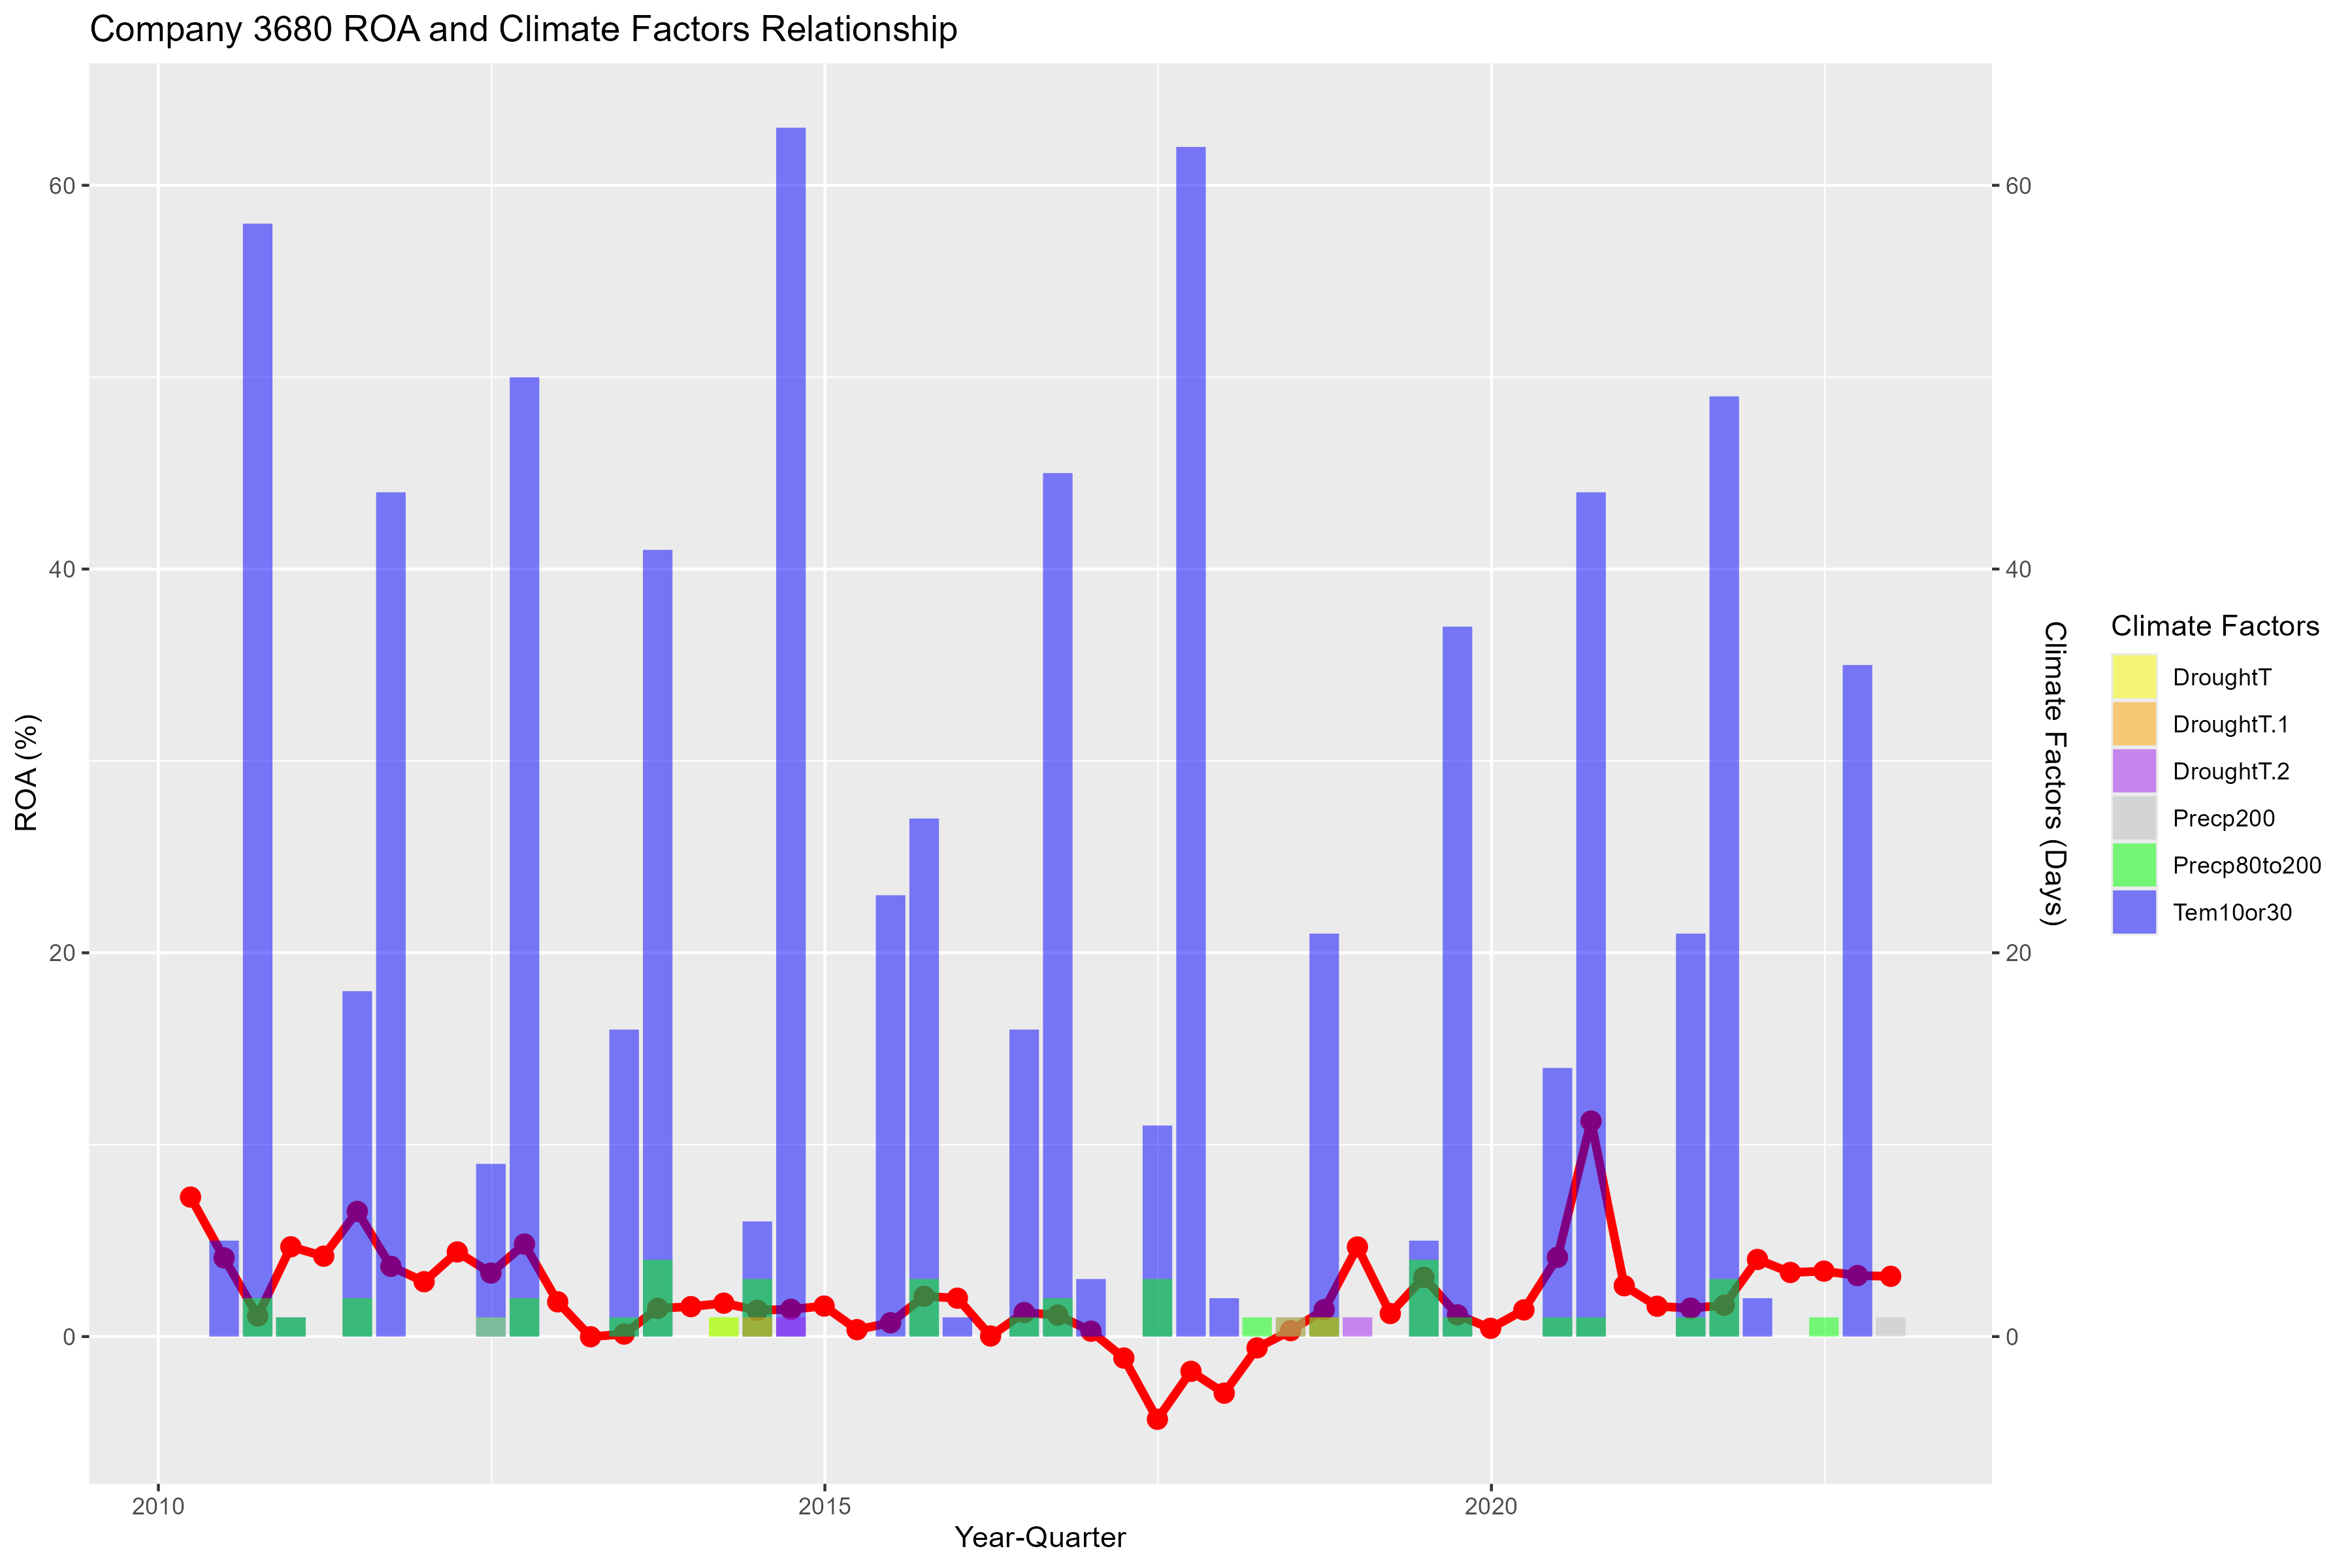 Company 3680 ROA and Climate Factors Relationship
60
40
20
0
ROA (%)
2010
2015
2020
Year-Quarter
60
40
20
0
Climate Factors (Days)
Climate Factors
DroughtT
DroughtT.1
DroughtT.2
Precp200
Precp80to200
Tem10or30